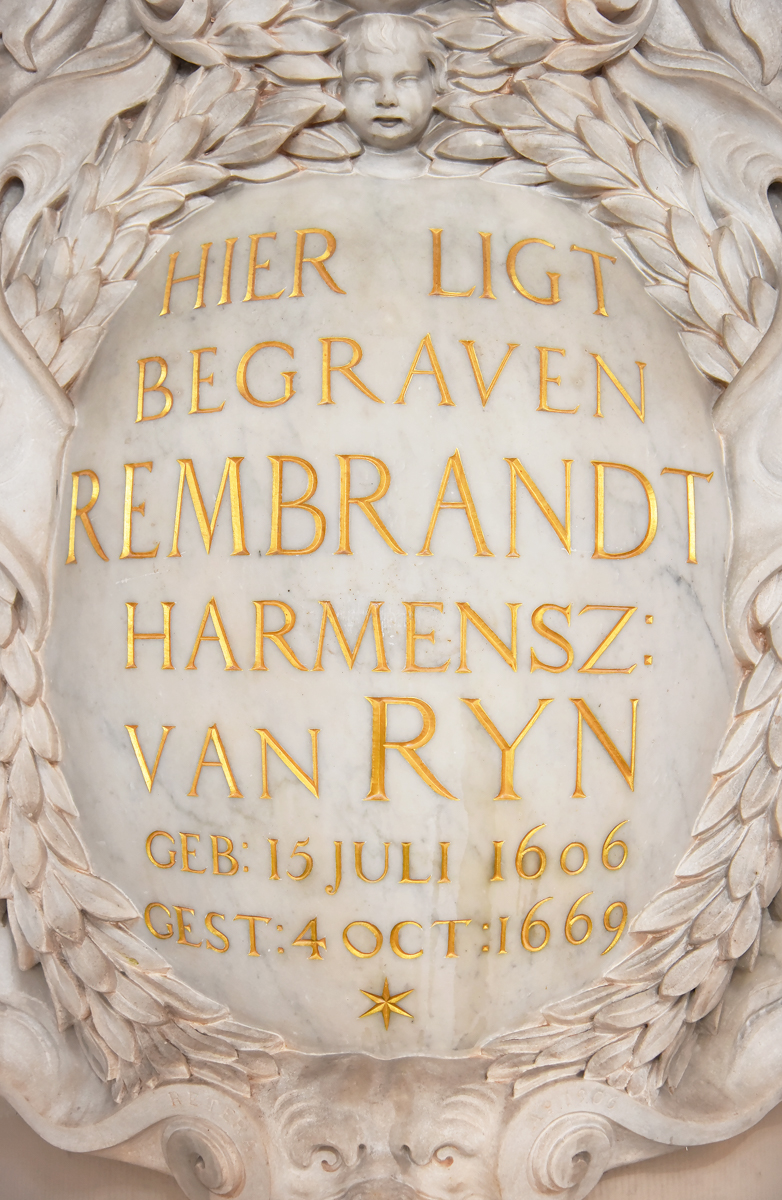 HIER LIGT
BEGRAVEN
REMBRANDT
HARMENSZ:
VAN RYN
GEB: 15 JULI 1606
GEST: 4 OCT: 1669